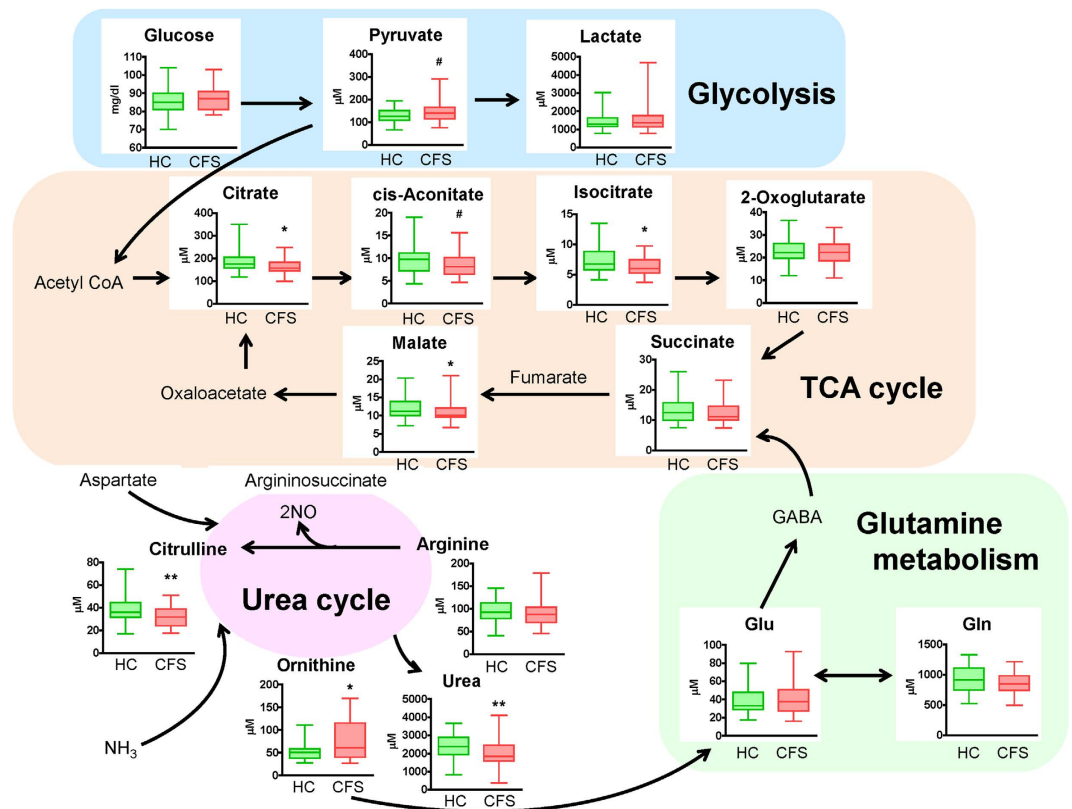 Glucose
mg/dl
110
100
90
80
70
60
HC CFS
Pyruvate
µM
400
300
200
100
0
#
HC CFS
Lactate
µM
5000
4000
3000
2000
1000
0
HC CFS
Glycolysis
Citrate
µM
400
300
200
100
0
*
HC CFS
cis-Aconitate
µM
20
15
10
5
0
#
HC CFS
Isocitrate
µM
15
10
5
0
*
HC CFS
2-Oxoglutarate
µM
40
30
20
10
0
HC CFS
Acetyl CoA
Oxaloacetate
Malate
µM
25
20
15
10
5
0
*
HC CFS
Fumarate
Succinate
µM
30
20
10
0
HC CFS
TCA cycle
Aspartate
Argininosuccinate
2NO
Citrulline
µM
80
60
40
20
0
**
HC CFS
Urea cycle
Arginine
µM
200
150
100
50
0
HC CFS
NH3
Ornithine
µM
200
150
100
50
0
*
HC CFS
Urea
µM
5000
4000
3000
2000
1000
0
**
HC CFS
GABA
Glutamine
metabolism
Glu
µM
100
80
60
40
20
0
HC CFS
Gln
µM
1500
1000
500
0
HC CFS